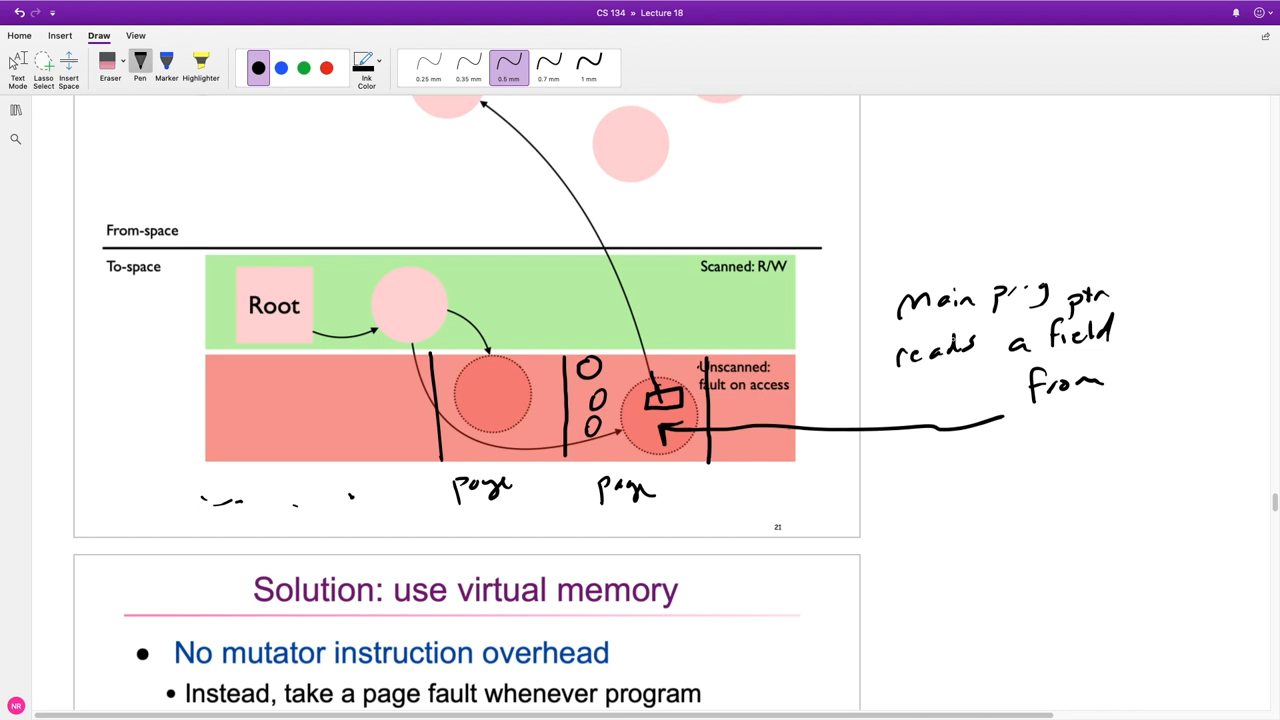 CS 134 » Lecture 18
Home
Insert
Draw
View
Text Mode
Lasso Select
Insert Space
Eraser
Pen
Marker
Highlighter
Ink Color
0.25 mm
0.35 mm
0.5 mm
0.7 mm
1 mm
From-space
To-space
Scanned: R/W
Root
Unscanned:
fault on access
Main prog ptr
reads a field
from
page
page
21
Solution: use virtual memory
● No mutator instruction overhead
• Instead, take a page fault whenever program
NR